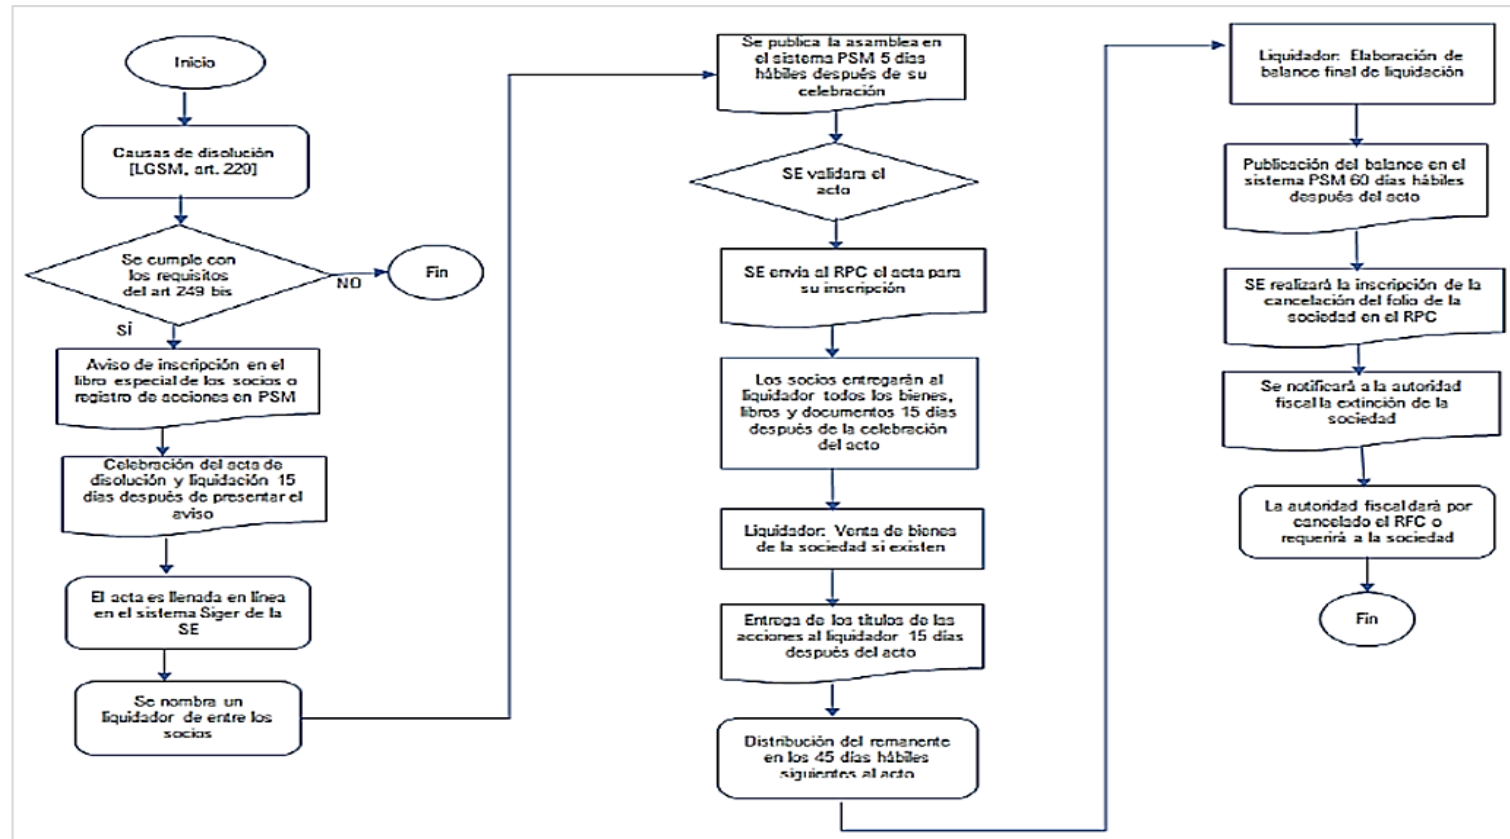 Inicio
Causas de disolución
[LGSM, art. 229]
Se cumple con
los requisitos
del art 249 bis
NO
Fin
SÍ
Aviso de inscripción en el
libro especial de los socios o
registro de acciones en PSM
Celebración del acta de
disolución y liquidación 15
días después de presentar el
aviso
El acta es llenada en línea
en el sistema Siger de la
SE
Se nombra un
liquidador de entre los
socios
Se publica la asamblea en
el sistema PSM 5 días
hábiles después de su
celebración
SE validara el
acto
SE envía al RPC el acta para
su inscripción
Los socios entregarán al
liquidador todos los bienes,
libros y documentos 15 días
después de la celebración
del acto
Liquidador: Venta de bienes
de la sociedad si existen
Entrega de los títulos de las
acciones al liquidador 15 días
después del acto
Distribución del remanente
en los 45 días hábiles
siguientes al acto
Liquidador: Elaboración de
balance final de liquidación
Publicación del balance en el
sistema PSM 60 días hábiles
después del acto
SE realizará la inscripción de la
cancelación del folio de la
sociedad en el RPC
Se notificará a la autoridad
fiscal la extinción de la
sociedad
La autoridad fiscal dará por
cancelado el RFC o
requerirá a la sociedad
Fin